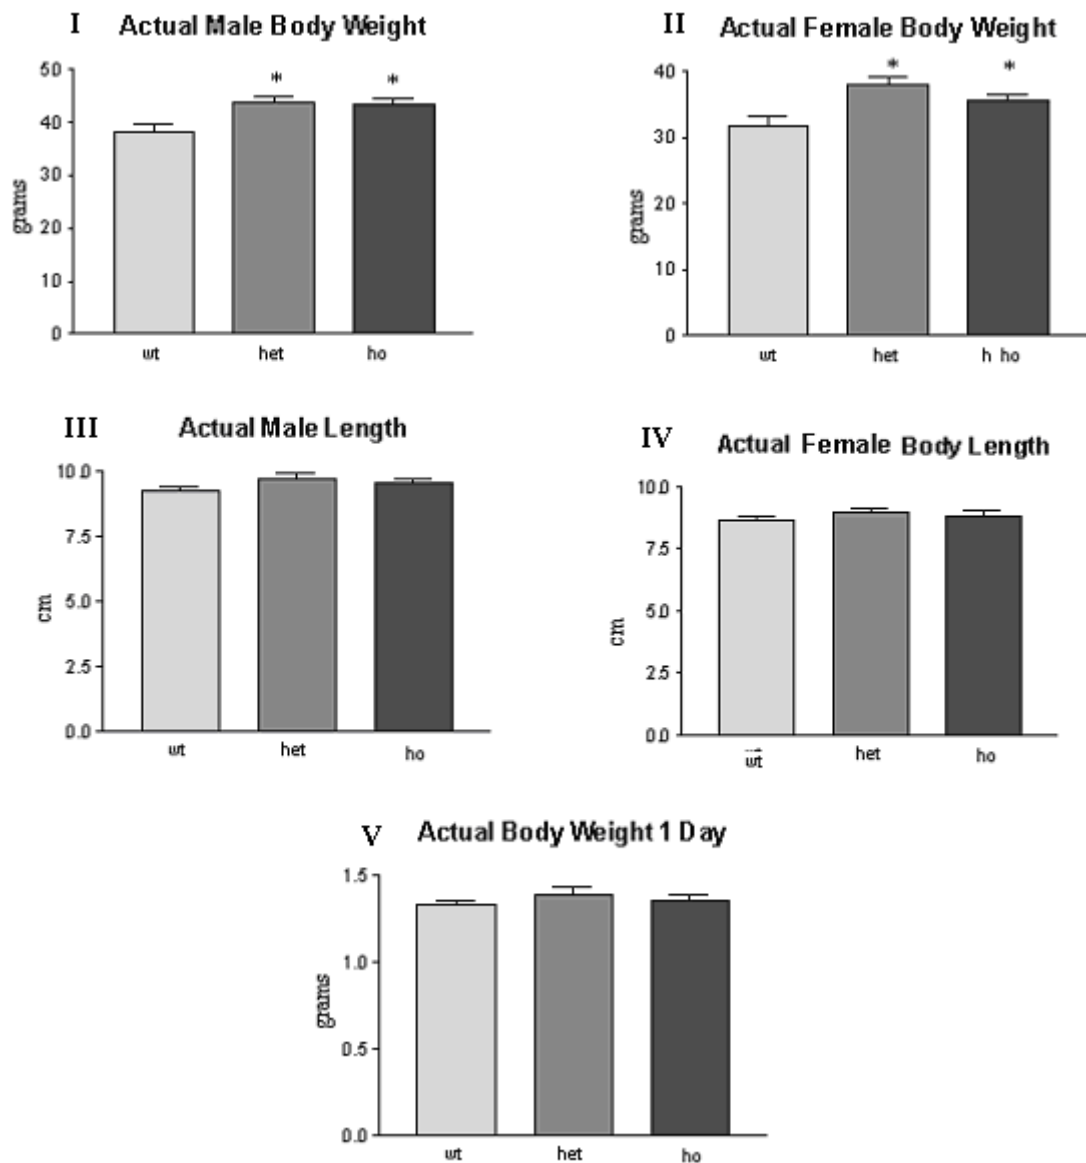 I Actual Male Body Weight
50
40
30
20
10
0
grams
*
*
wt het ho
II Actual Female Body Weight
40
30
20
10
0
grams
*
*
wt het h ho
III Actual Male Length
10.0
7.5
5.0
2.5
0.0
cm
wt het ho
IV Actual Female Body Length
10.0
7.5
5.0
2.5
0.0
cm
wt het ho
V Actual Body Weight 1 Day
1.5
1.0
0.5
0.0
grams
wt het ho